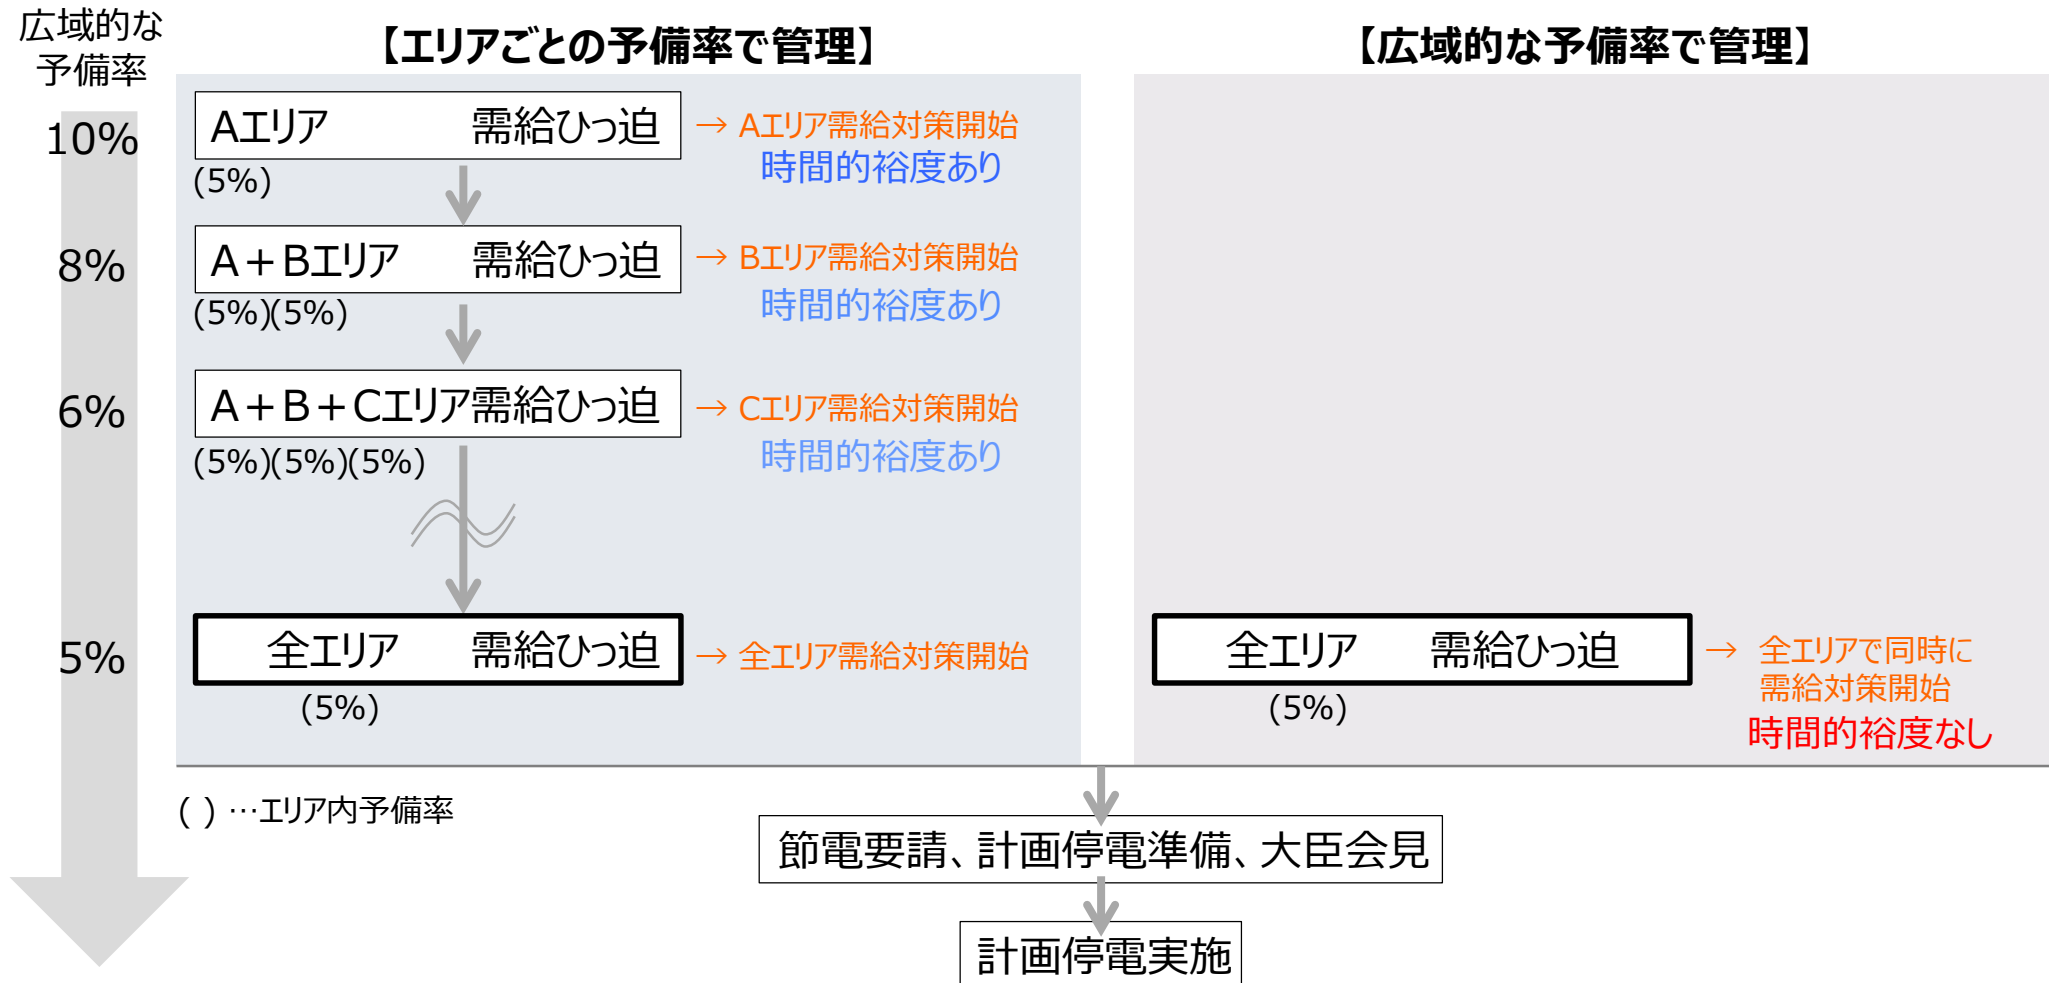 広域的な
予備率
【エリアごとの予備率で管理】
【広域的な予備率で管理】
10%
Aエリア 需給ひっ迫
→ Aエリア需給対策開始
時間的裕度あり
(5%)
8%
A+Bエリア 需給ひっ迫
→ Bエリア需給対策開始
時間的裕度あり
(5%)(5%)
6%
A+B+Cエリア需給ひっ迫
→ Cエリア需給対策開始
時間的裕度あり
(5%)(5%)(5%)
5%
全エリア 需給ひっ迫
→ 全エリア需給対策開始
(5%)
全エリア 需給ひっ迫
→ 全エリアで同時に
需給対策開始
時間的裕度なし
(5%)
( ) …エリア内予備率
節電要請、計画停電準備、大臣会見
計画停電実施